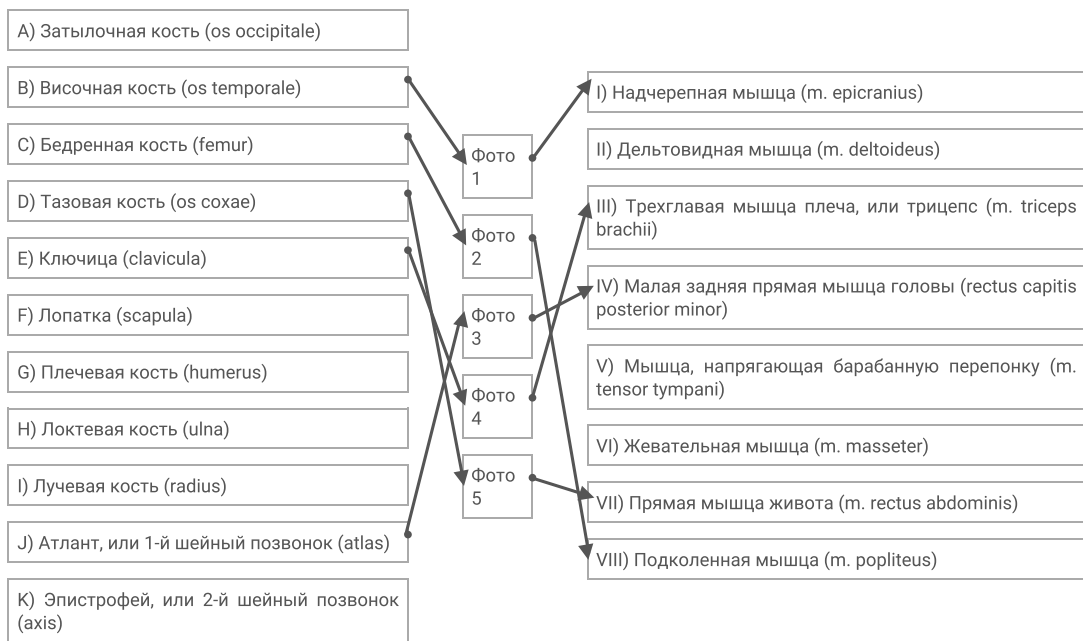 A) Затылочная кость (os occipitale)
B) Височная кость (os temporale)
C) Бедренная кость (femur)
D) Тазовая кость (os coxae)
E) Ключица (clavicula)
F) Лопатка (scapula)
G) Плечевая кость (humerus)
H) Локтевая кость (ulna)
I) Лучевая кость (radius)
J) Атлант, или 1-й шейный позвонок (atlas)
K) Эпистрофей, или 2-й шейный позвонок
(axis)
Фото
1
Фото
2
Фото
3
Фото
4
Фото
5
I) Надчерепная мышца (m. epicranius)
II) Дельтовидная мышца (m. deltoideus)
III) Трехглавая мышца плеча, или трицепс (m. triceps
brachii)
IV) Малая задняя прямая мышца головы (rectus capitis
posterior minor)
V) Мышца, напрягающая барабанную перепонку (m.
tensor tympani)
VI) Жевательная мышца (m. masseter)
VII) Прямая мышца живота (m. rectus abdominis)
VIII) Подколенная мышца (m. popliteus)